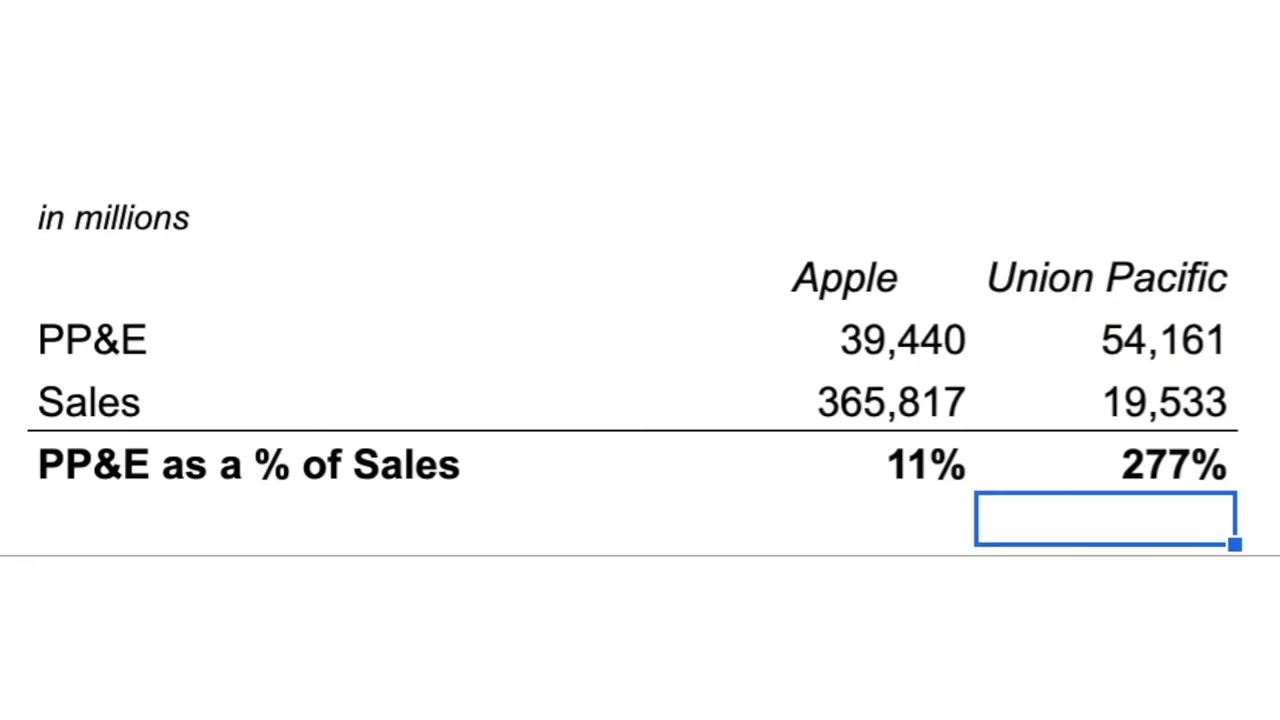 in millions
Apple Union Pacific
PP&E 39,440 54,161
Sales 365,817 19,533
PP&E as a % of Sales 11% 277%